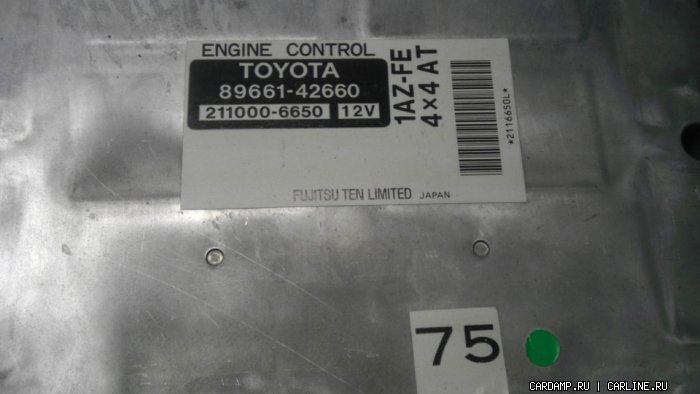 ENGINE CONTROL
TOYOTA
89661-42660
211000-6650 12V
1AZ-FE
4×4 AT
*2116650L*
FUJITSU TEN LIMITED JAPAN
75
CARDAMP.RU | CARLINE.RU